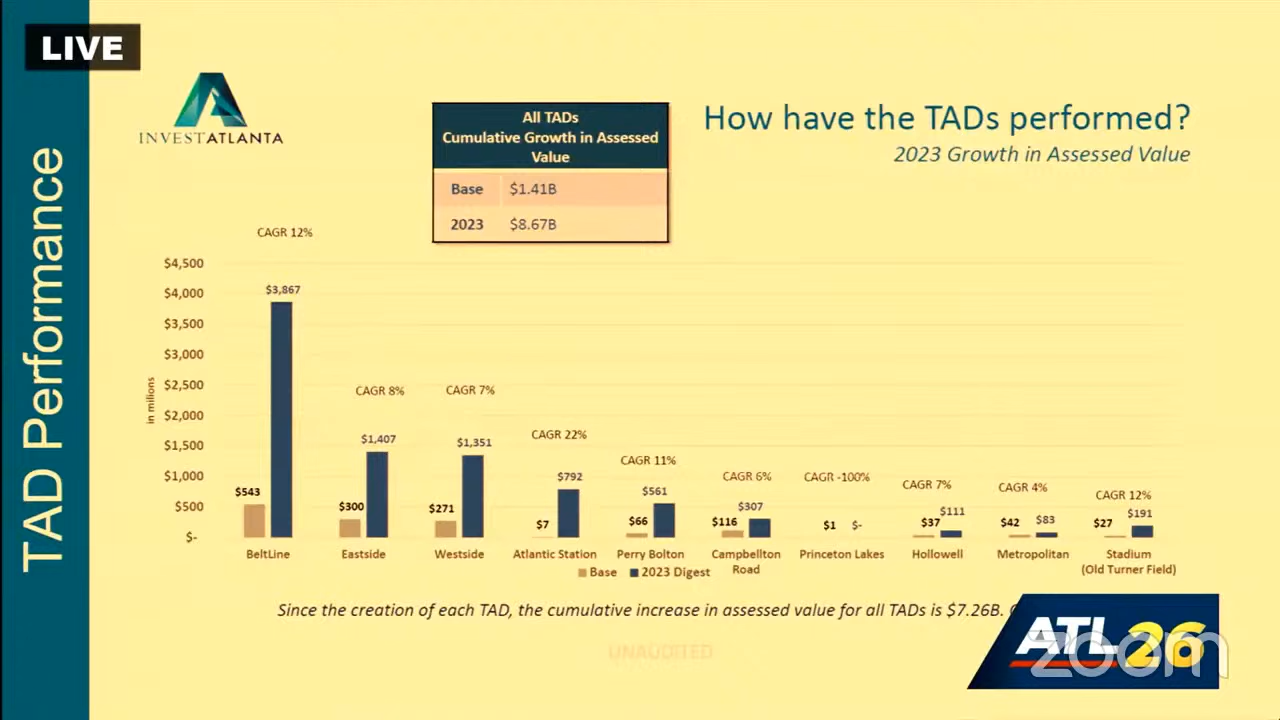 LIVE
TAD Performance
INVESTATLANTA
All TADs
Cumulative Growth in Assessed
Value
Base $1.41B
2023 $8.67B
How have the TADs performed?
2023 Growth in Assessed Value
CAGR 12%
CAGR 8%
CAGR 7%
CAGR 22%
CAGR 11%
CAGR 6%
CAGR -100%
CAGR 7%
CAGR 4%
CAGR 12%
in millions
$4,500
$4,000
$3,500
$3,000
$2,500
$2,000
$1,500
$1,000
$500
$-
$543 $3,867
$300 $1,407
$271 $1,351
$7 $792
$66 $561
$116 $307
$1 $-
$37 $111
$42 $83
$27 $191
BeltLine
Eastside
Westside
Atlantic Station
Perry Bolton
Campbellton
Road
Princeton Lakes
Hollowell
Metropolitan
Stadium
(Old Turner Field)
Base 2023 Digest
Since the creation of each TAD, the cumulative increase in assessed value for all TADs is $7.26B.
UNAUDITED
ATL26
zoom